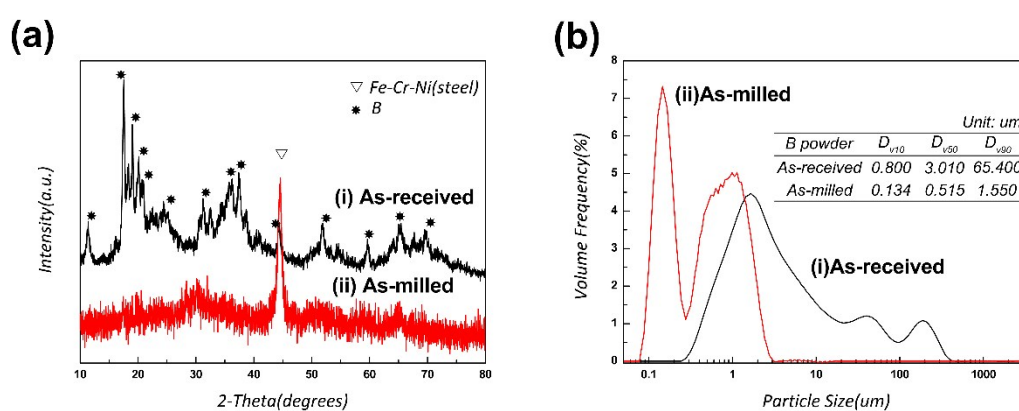 (a)
Intensity(a.u.)
▽ Fe-Cr-Ni(steel)
✷ B
(i) As-received
(ii) As-milled
10 20 30 40 50 60 70 80
2-Theta(degrees)
(b)
Volume Frequency(%)
8
7
6
5
4
3
2
1
0
(ii)As-milled
Unit: um
B powder Dv10 Dv50 Dv90
As-received 0.800 3.010 65.400
As-milled 0.134 0.515 1.550
(i)As-received
0.1 1 10 100 1000
Particle Size(um)